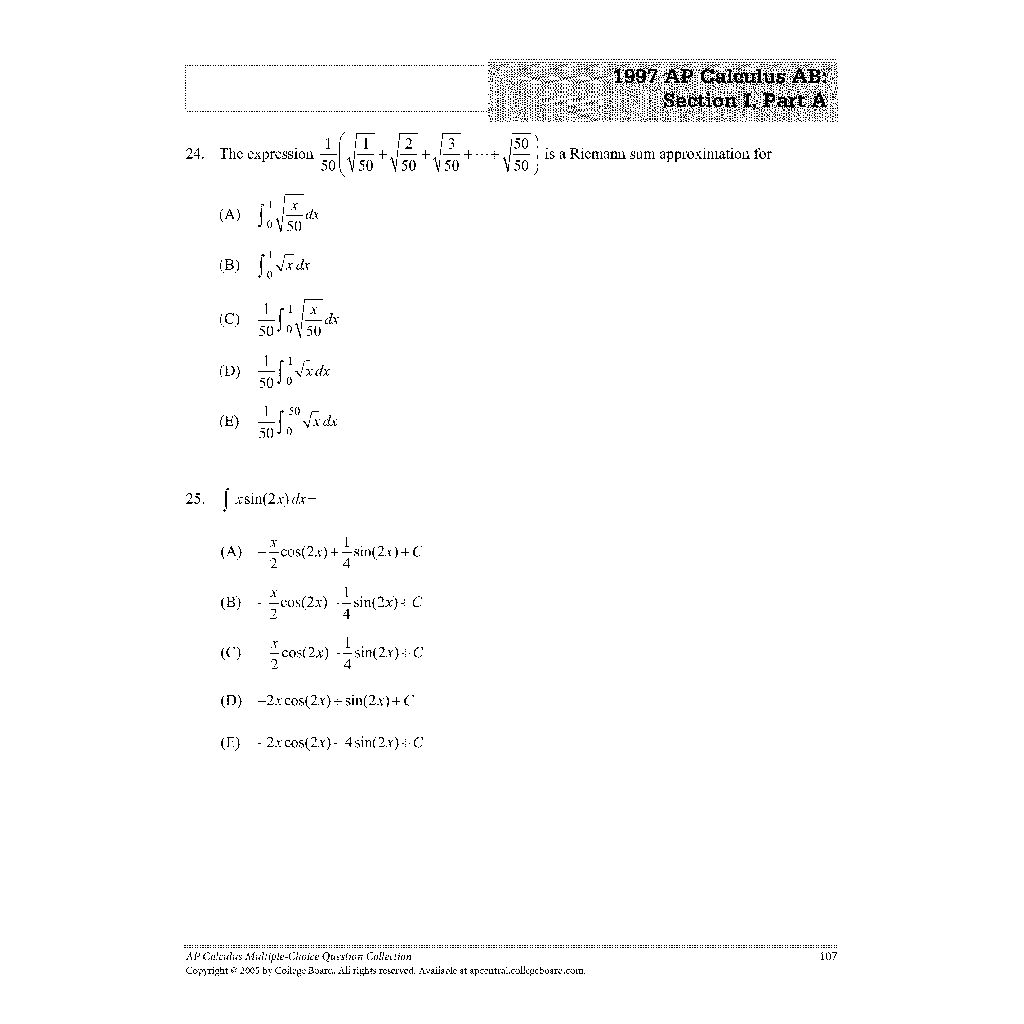 1997 AP Calculus AB:
Section I, Part A
24. The expression \frac{1}{50}\left(\sqrt{\frac{1}{50}}+\sqrt{\frac{2}{50}}+\sqrt{\frac{3}{50}}+\cdots+\sqrt{\frac{50}{50}}\right) is a Riemann sum approximation for
(A) \int_0^1 \sqrt{\frac{x}{50}} dx
(B) \int_0^1 \sqrt{x} dx
(C) \frac{1}{50}\int_0^1 \sqrt{\frac{x}{50}} dx
(D) \frac{1}{50}\int_0^1 \sqrt{x} dx
(E) \frac{1}{50}\int_0^{50} \sqrt{x} dx
25. \int x\sin(2x) dx =
(A) -\frac{x}{2}\cos(2x)+\frac{1}{4}\sin(2x)+C
(B) -\frac{x}{2}\cos(2x)-\frac{1}{4}\sin(2x)+C
(C) \frac{x}{2}\cos(2x)-\frac{1}{4}\sin(2x)+C
(D) -2x\cos(2x)+\sin(2x)+C
(E) -2x\cos(2x)-4\sin(2x)+C
AP Calculus Multiple-Choice Question Collection 107
Copyright © 2005 by College Board. All rights reserved. Available at apcentral.collegeboard.com.